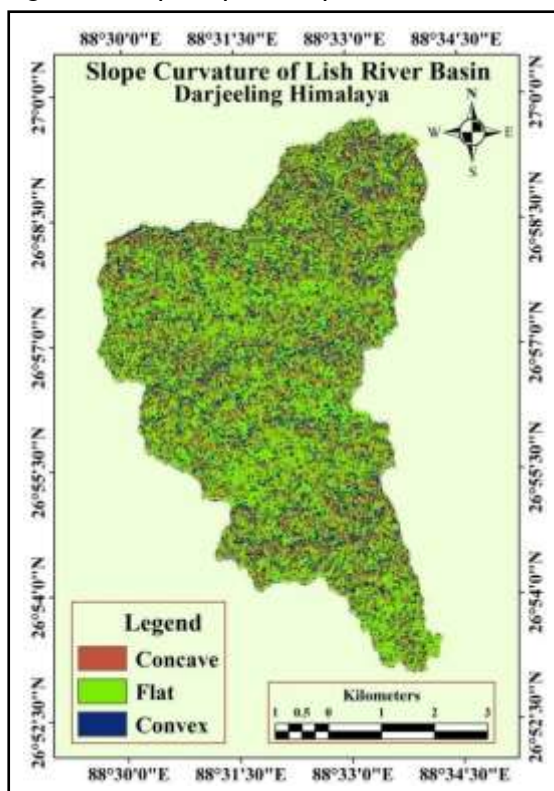 88°30'0"E 88°31'30"E 88°33'0"E 88°34'30"E
Slope Curvature of Lish River Basin
Darjeeling Himalaya
N
W E
S
27°0'0"N 27°0'0"N
26°58'30"N 26°58'30"N
26°57'0"N 26°57'0"N
26°55'30"N 26°55'30"N
26°54'0"N 26°54'0"N
26°52'30"N 26°52'30"N
Legend
Concave
Flat
Convex
Kilometers
1 0.5 0 1 2 3
88°30'0"E 88°31'30"E 88°33'0"E 88°34'30"E